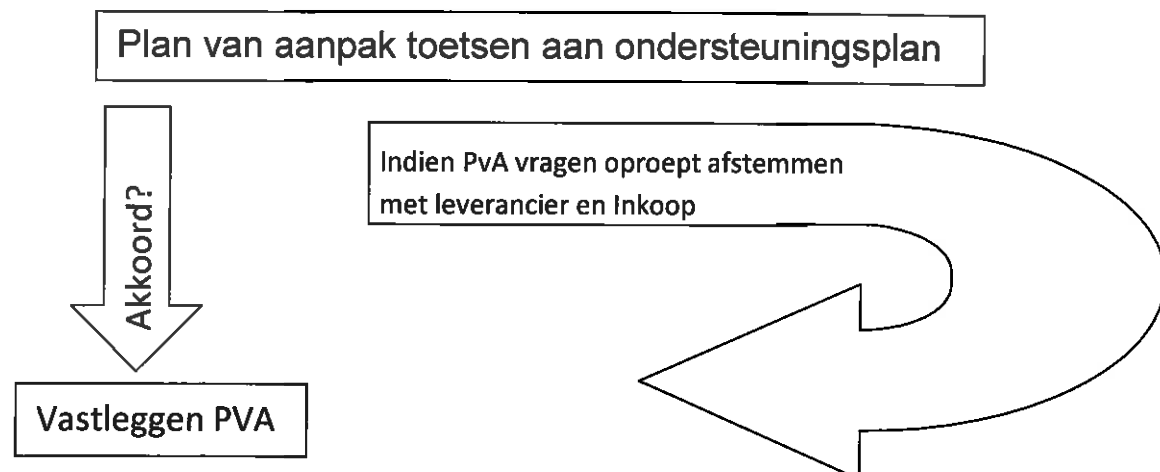 Plan van aanpak toetsen aan ondersteuningsplan
Indien PvA vragen oproept afstemmen
met leverancier en Inkoop
Akkoord?
Vastleggen PVA